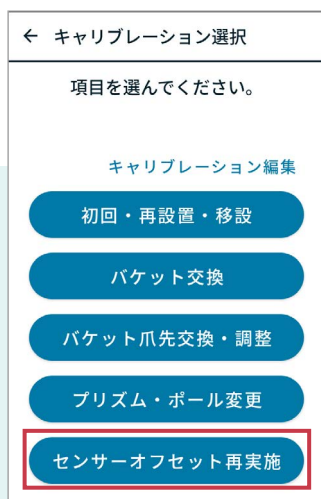 ← キャリブレーション選択
項目を選んでください。
キャリブレーション編集
初回・再設置・移設
バケット交換
バケット爪先交換・調整
プリズム・ポール変更
センサーオフセット再実施